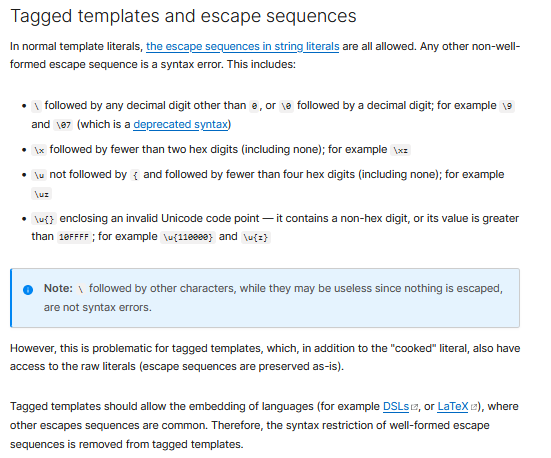 Tagged templates and escape sequences
In normal template literals, the escape sequences in string literals are all allowed. Any other non-well-
formed escape sequence is a syntax error. This includes:
• \ followed by any decimal digit other than 0, or \0 followed by a decimal digit; for example \9
and \07 (which is a deprecated syntax)
• \x followed by fewer than two hex digits (including none); for example \xz
• \u not followed by { and followed by fewer than four hex digits (including none); for example
\uz
• \u{} enclosing an invalid Unicode code point — it contains a non-hex digit, or its value is greater
than 10FFFF; for example \u{110000} and \u{z}
Note: \ followed by other characters, while they may be useless since nothing is escaped,
are not syntax errors.
However, this is problematic for tagged templates, which, in addition to the "cooked" literal, also have
access to the raw literals (escape sequences are preserved as-is).
Tagged templates should allow the embedding of languages (for example DSLs, or LaTeX), where
other escapes sequences are common. Therefore, the syntax restriction of well-formed escape
sequences is removed from tagged templates.